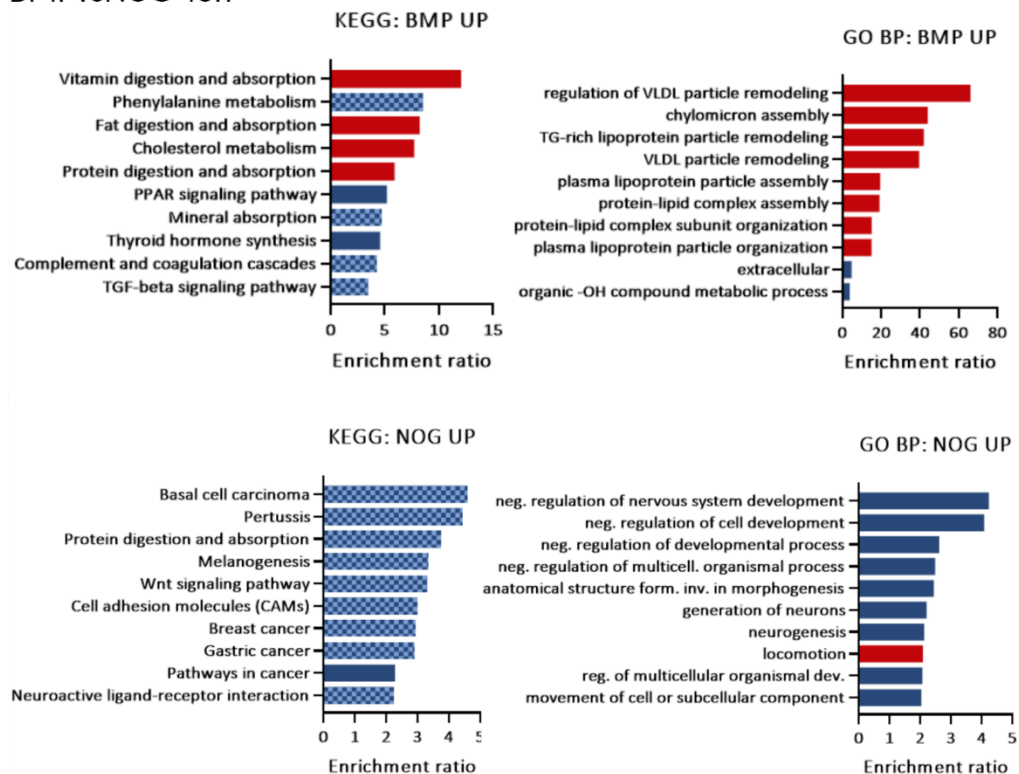 KEGG: BMP UP
Vitamin digestion and absorption
Phenylalanine metabolism
Fat digestion and absorption
Cholesterol metabolism
Protein digestion and absorption
PPAR signaling pathway
Mineral absorption
Thyroid hormone synthesis
Complement and coagulation cascades
TGF-beta signaling pathway
0 5 10 15
Enrichment ratio
GO BP: BMP UP
regulation of VLDL particle remodeling
chylomicron assembly
TG-rich lipoprotein particle remodeling
VLDL particle remodeling
plasma lipoprotein particle assembly
protein-lipid complex assembly
protein-lipid complex subunit organization
plasma lipoprotein particle organization
extracellular
organic -OH compound metabolic process
0 20 40 60 80
Enrichment ratio
KEGG: NOG UP
Basal cell carcinoma
Pertussis
Protein digestion and absorption
Melanogenesis
Wnt signaling pathway
Cell adhesion molecules (CAMs)
Breast cancer
Gastric cancer
Pathways in cancer
Neuroactive ligand-receptor interaction
0 1 2 3 4 5
Enrichment ratio
GO BP: NOG UP
neg. regulation of nervous system development
neg. regulation of cell development
neg. regulation of developmental process
neg. regulation of multicell. organismal process
anatomical structure form. inv. in morphogenesis
generation of neurons
neurogenesis
locomotion
reg. of multicellular organismal dev.
movement of cell or subcellular component
0 1 2 3 4 5
Enrichment ratio